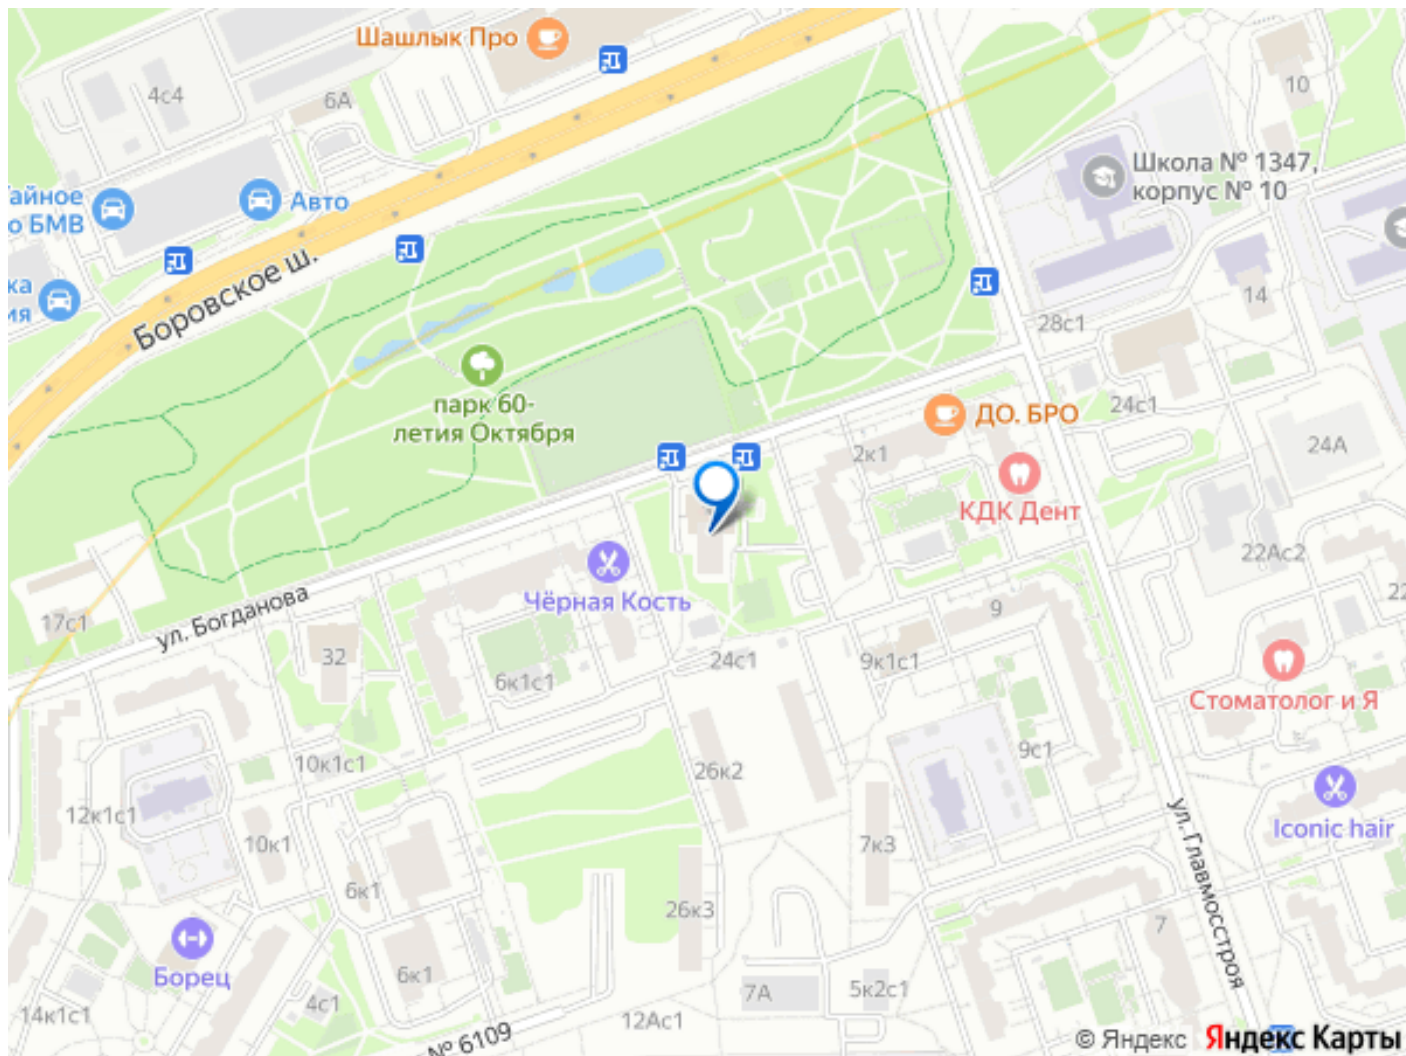 Шашлык Про
4с4
6А
10
Школа № 1347,
корпус № 10
айное
о БМВ
Авто
Боровское ш.
ка
ия
14
28с1
парк 60-
летия Октября
ДО. БРО
24с1
24А
2к1
КДК Дент
22Ас2
22
Чёрная Кость
ул. Богданова
17с1
9
32
24с1
9к1с1
6к1с1
Стоматолог и Я
10к1с1
26к2
9с1
12к1с1
Iconic hair
ул. Главмосстроя
10к1
7к3
6к1
26к3
7
Борец
6к1
7А
5к2с1
4с1
14к1с1
12Ас1
№ 6109
© Яндекс Яндекс Карты